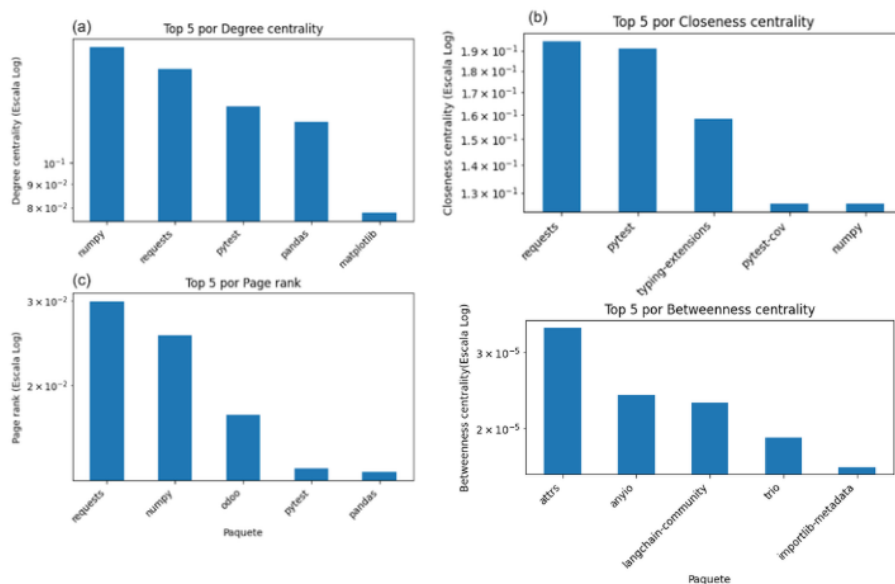 (a)
Top 5 por Degree centrality
Degree centrality (Escala Log)
10⁻¹
9 × 10⁻²
8 × 10⁻²
numpy
requests
pytest
pandas
matplotlib
(b)
Top 5 por Closeness centrality
Closeness centrality (Escala Log)
1.9 × 10⁻¹
1.8 × 10⁻¹
1.7 × 10⁻¹
1.6 × 10⁻¹
1.5 × 10⁻¹
1.4 × 10⁻¹
1.3 × 10⁻¹
requests
pytest
typing-extensions
pytest-cov
numpy
(c)
Top 5 por Page rank
Page rank (Escala Log)
3 × 10⁻²
2 × 10⁻²
requests
numpy
odoo
pytest
pandas
Paquete
Top 5 por Betweenness centrality
Betweenness centrality(Escala Log)
3 × 10⁻⁵
2 × 10⁻⁵
attrs
anyio
langchain-community
trio
importlib-metadata
Paquete